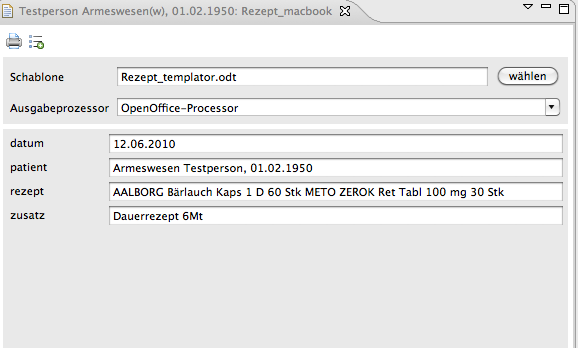 Testperson Armeswesen(w), 01.02.1950: Rezept_macbook
Schablone Rezept_templator.odt wählen
Ausgabeprozessor OpenOffice-Processor
datum 12.06.2010
patient Armeswesen Testperson, 01.02.1950
rezept AALBORG Bärlauch Kaps 1 D 60 Stk METO ZEROK Ret Tabl 100 mg 30 Stk
zusatz Dauerrezept 6Mt